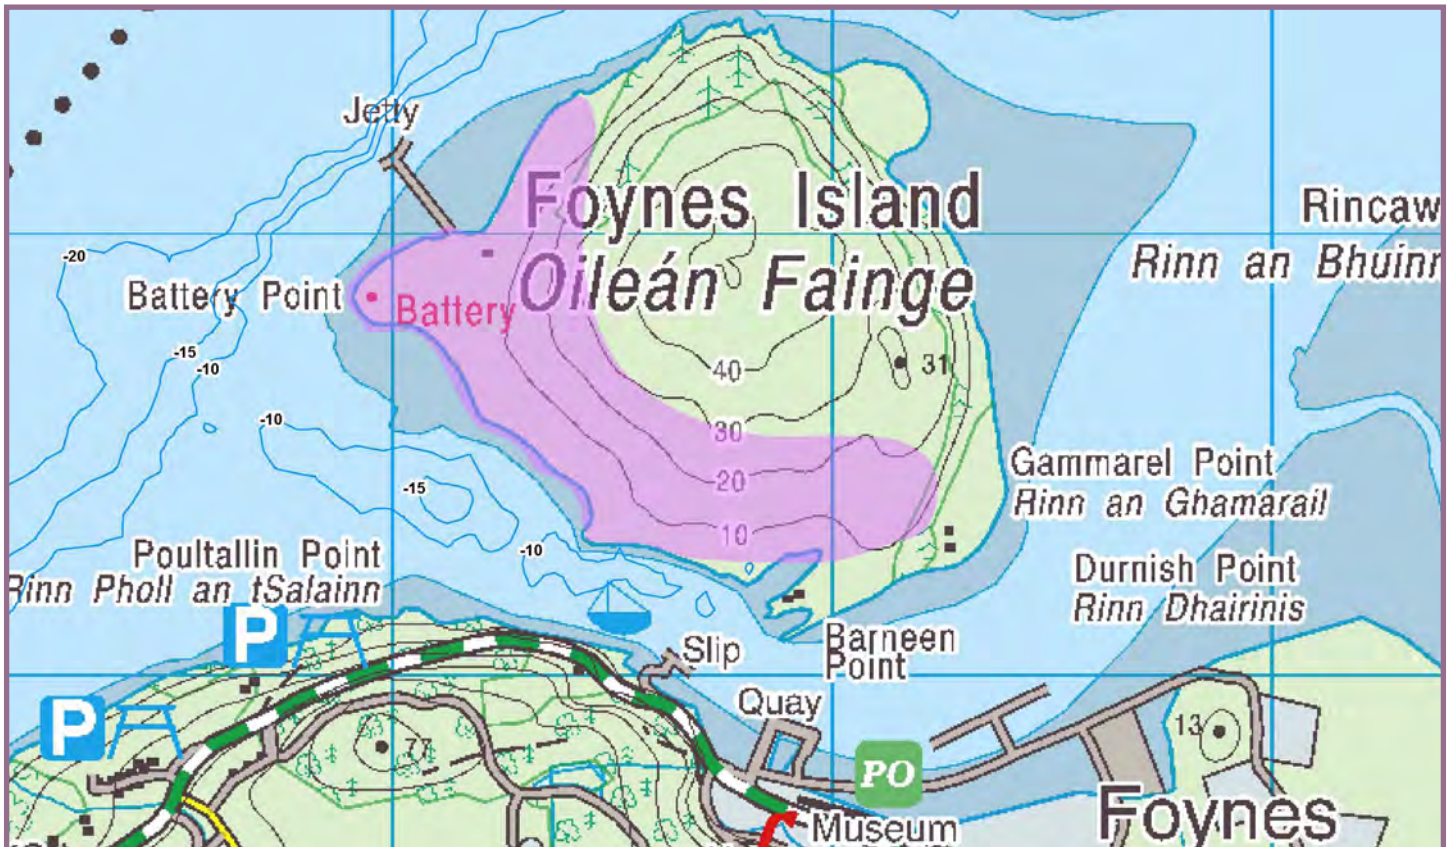 Jetty
Foynes Island
Oileán Fainge
Rincaw
Rinn an Bhuinn
-20
Battery Point
Battery
-15
-10
40
31
-10
30
Gammarel Point
Rinn an Ghamarail
-15
20
10
-10
Poultallin Point
Rinn Pholl an tSalainn
Durnish Point
Rinn Dhairinis
P
Slip
Barneen
Point
P
Quay
13
77
PO
Foynes
Museum